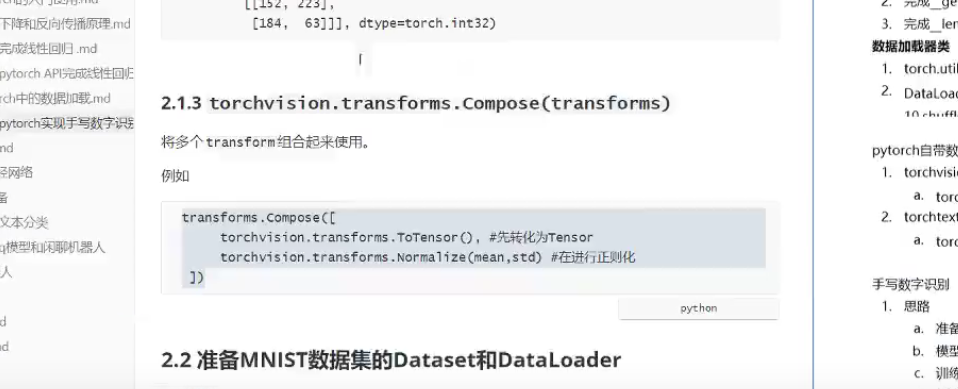 下降和反向传播原理.md
完成线性回归 .md
pytorch API完成线性回归
rch中的数据加载.md
pytorch实现手写数字识别
md
经网络
备
文本分类
q模型和闲聊机器人
人
d
nd
[[152, 223],
[184, 63]]], dtype=torch.int32)
2.1.3 torchvision.transforms.Compose(transforms)
将多个transform组合起来使用。
例如
transforms.Compose([
torchvision.transforms.ToTensor(), #先转化为Tensor
torchvision.transforms.Normalize(mean,std) #在进行正则化
])
python
2.2 准备MNIST数据集的Dataset和DataLoader
2. 完成__ge
3. 完成__len
数据加载器类
1. torch.util
2. DataLoad
pytorch自带数
1. torchvisi
a. torc
2. torchtext
a. torc
手写数字识别
1. 思路
a. 准备
b. 模型
c. 训练